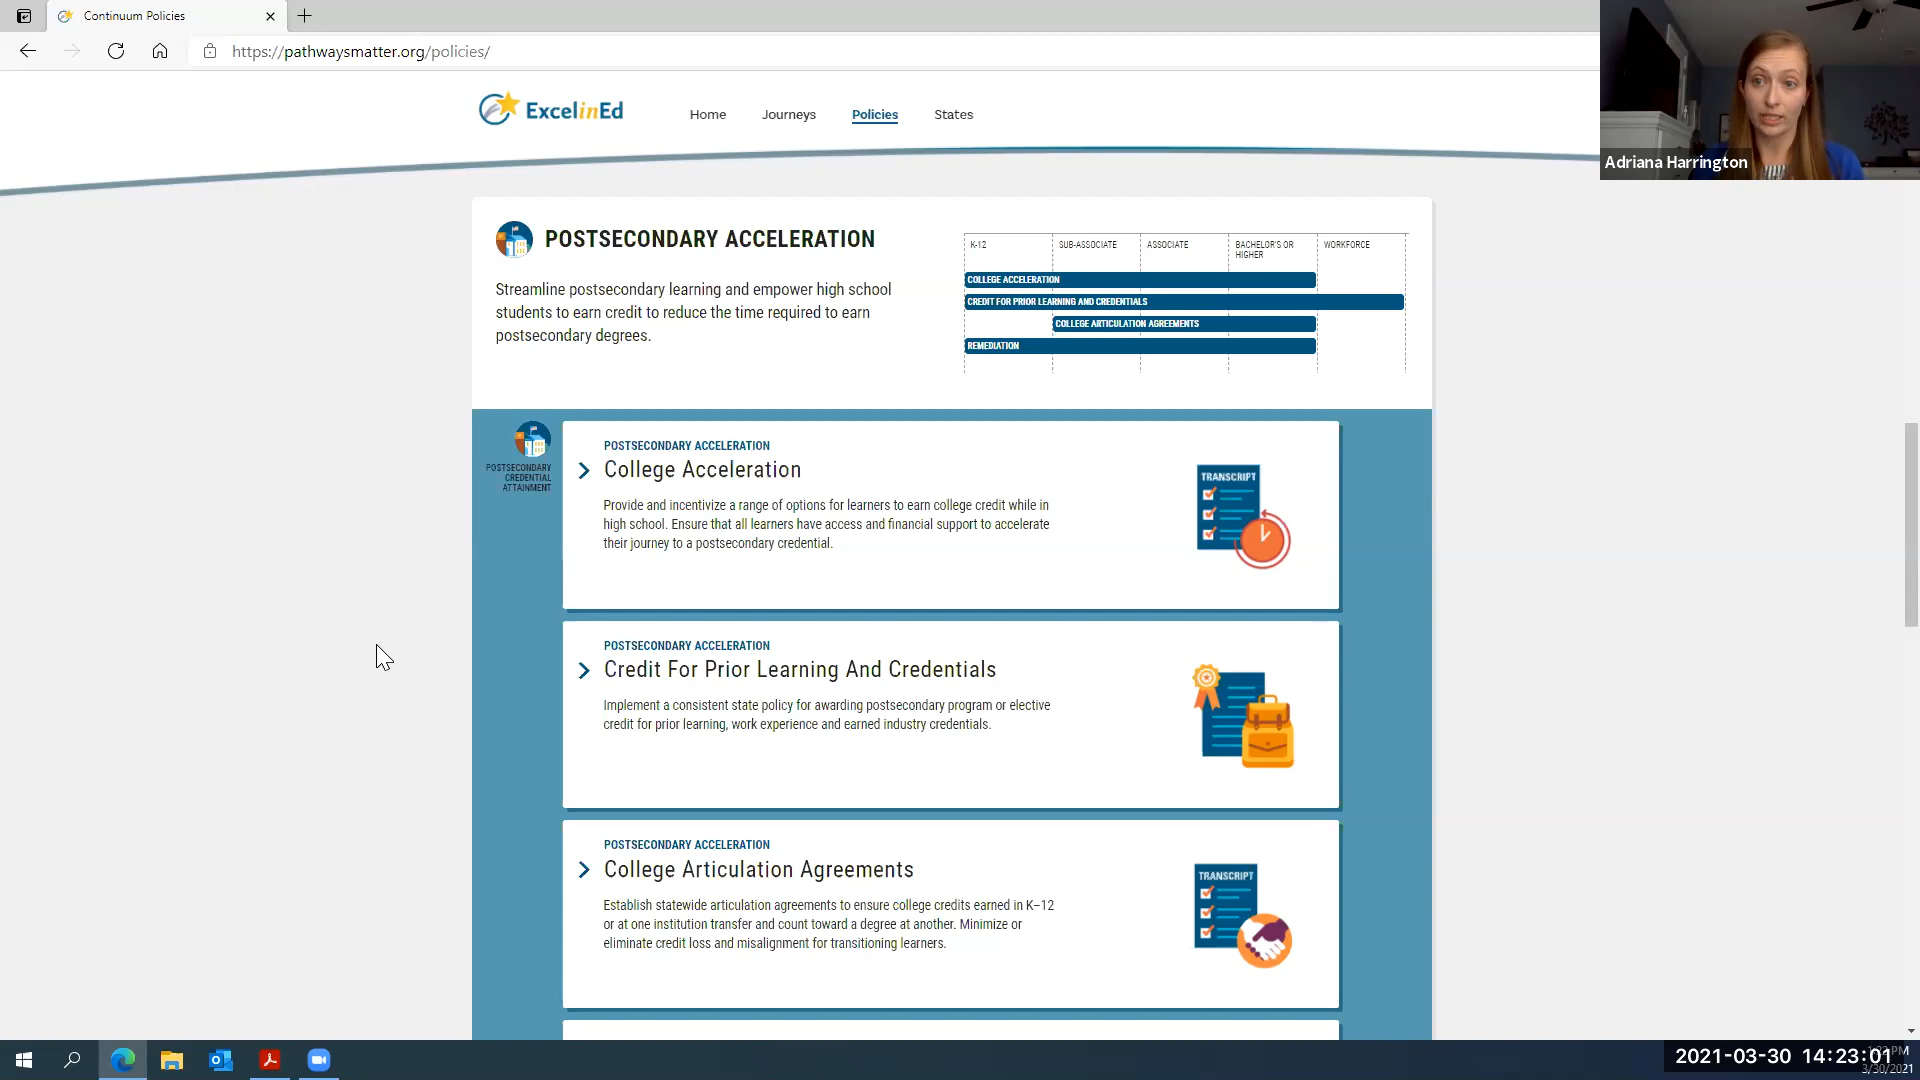 Continuum Policies
https://pathwaysmatter.org/policies/
ExcelinEd
Home
Journeys
Policies
States
Adriana Harrington
POSTSECONDARY ACCELERATION
Streamline postsecondary learning and empower high school
students to earn credit to reduce the time required to earn
postsecondary degrees.
K-12
SUB-ASSOCIATE
ASSOCIATE
BACHELOR'S OR
HIGHER
WORKFORCE
COLLEGE ACCELERATION
CREDIT FOR PRIOR LEARNING AND CREDENTIALS
COLLEGE ARTICULATION AGREEMENTS
REMEDIATION
POSTSECONDARY
CREDENTIAL
ATTAINMENT
POSTSECONDARY ACCELERATION
College Acceleration
Provide and incentivize a range of options for learners to earn college credit while in
high school. Ensure that all learners have access and financial support to accelerate
their journey to a postsecondary credential.
TRANSCRIPT
POSTSECONDARY ACCELERATION
Credit For Prior Learning And Credentials
Implement a consistent state policy for awarding postsecondary program or elective
credit for prior learning, work experience and earned industry credentials.
POSTSECONDARY ACCELERATION
College Articulation Agreements
Establish statewide articulation agreements to ensure college credits earned in K–12
or at one institution transfer and count toward a degree at another. Minimize or
eliminate credit loss and misalignment for transitioning learners.
TRANSCRIPT
2021-03-30 14:23:01
3/30/2021